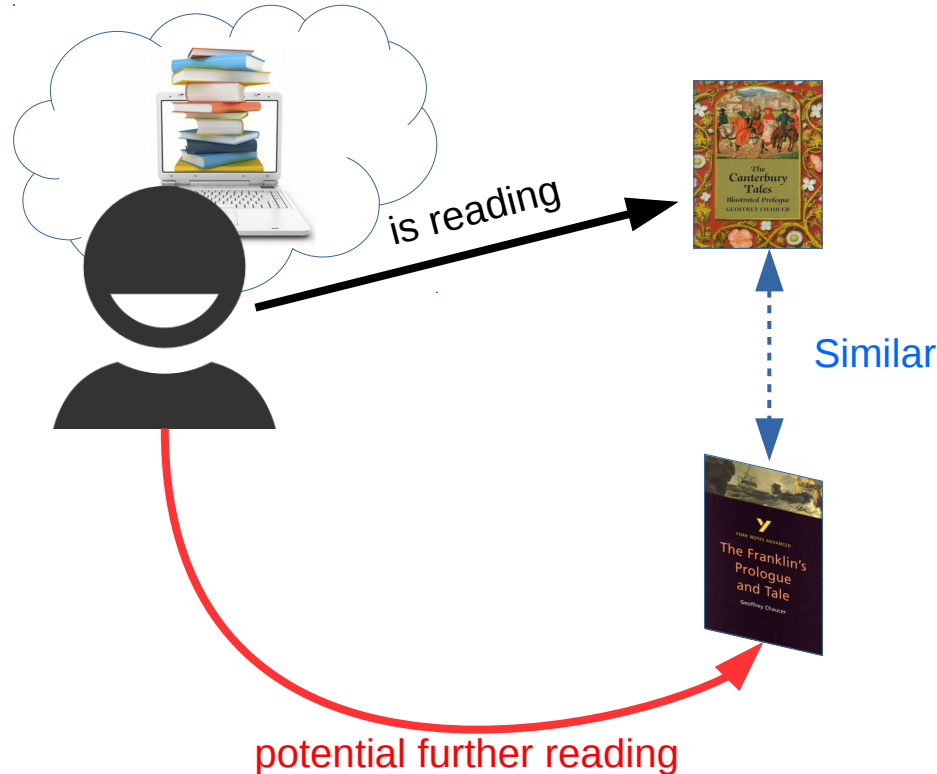 is reading
The
Canterbury
Tales
Illustrated Prologue
GEOFFREY CHAUCER
Similar
Y
YORK NOTES ADVANCED
The Franklin's
Prologue
and Tale
Geoffrey Chaucer
potential further reading